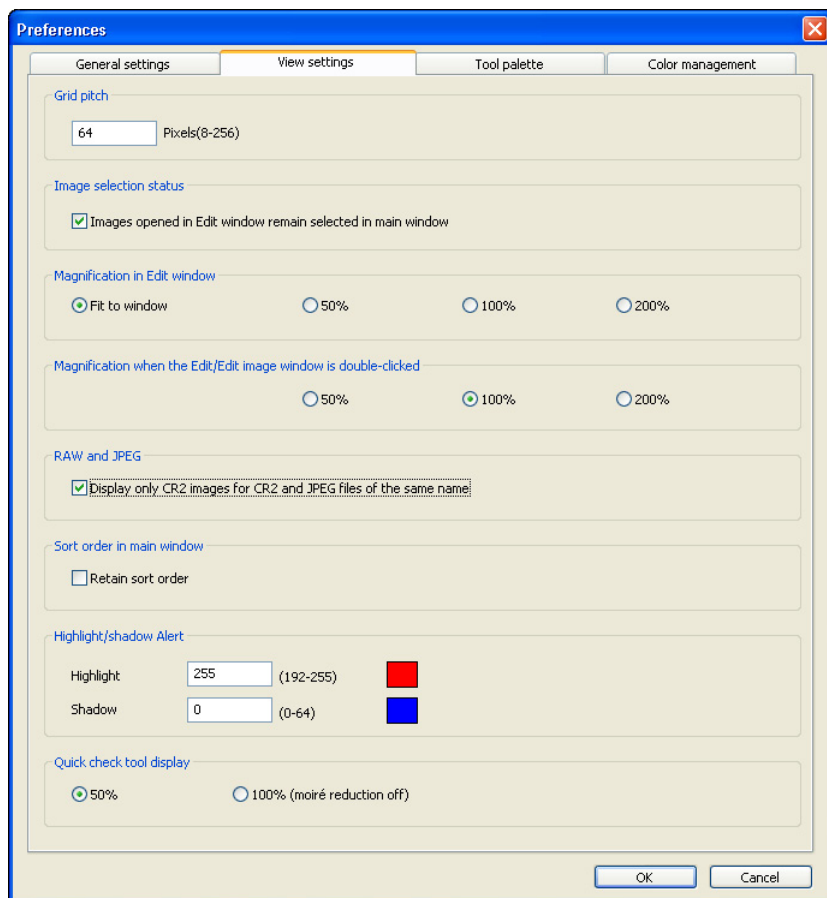 Preferences
General settings View settings Tool palette Color management
Grid pitch
64 Pixels(8-256)
Image selection status
Images opened in Edit window remain selected in main window
Magnification in Edit window
Fit to window 50% 100% 200%
Magnification when the Edit/Edit image window is double-clicked
50% 100% 200%
RAW and JPEG
Display only CR2 images for CR2 and JPEG files of the same name
Sort order in main window
Retain sort order
Highlight/shadow Alert
Highlight 255 (192-255)
Shadow 0 (0-64)
Quick check tool display
50% 100% (moiré reduction off)
OK Cancel